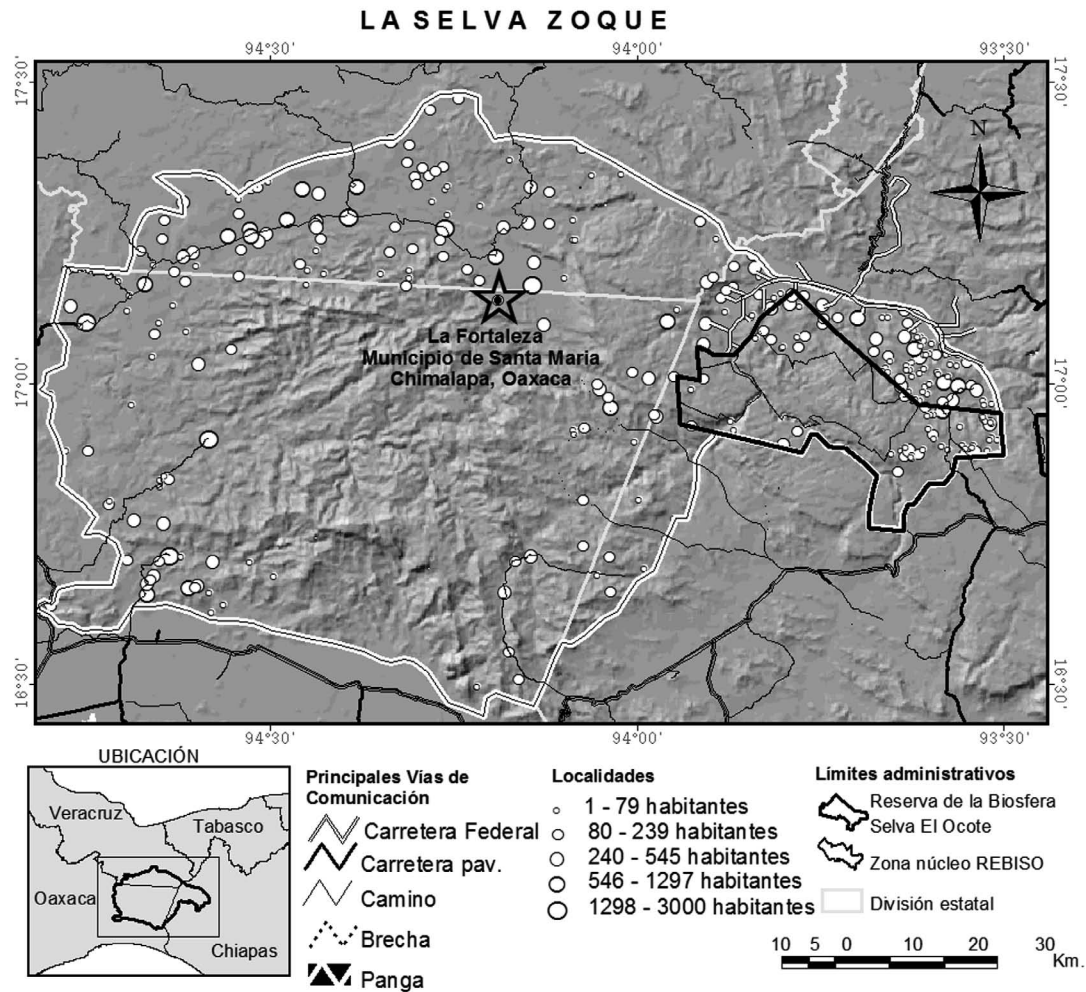 LA SELVA ZOQUE
94°30' 94°00' 93°30'
17°30' 17°30'
N
La Fortaleza
Municipio de Santa Maria
Chimalapa, Oaxaca
17°00' 17°00'
16°30' 16°30'
94°30' 94°00' 93°30'
UBICACIÓN
Veracruz
Tabasco
Oaxaca
Chiapas
Principales Vías de
Comunicación
Carretera Federal
Carretera pav.
Camino
Brecha
Panga
Localidades
1 - 79 habitantes
80 - 239 habitantes
240 - 545 habitantes
546 - 1297 habitantes
1298 - 3000 habitantes
Límites administrativos
Reserva de la Biosfera
Selva El Ocote
Zona núcleo REBISO
División estatal
10 5 0 10 20 30
Km.